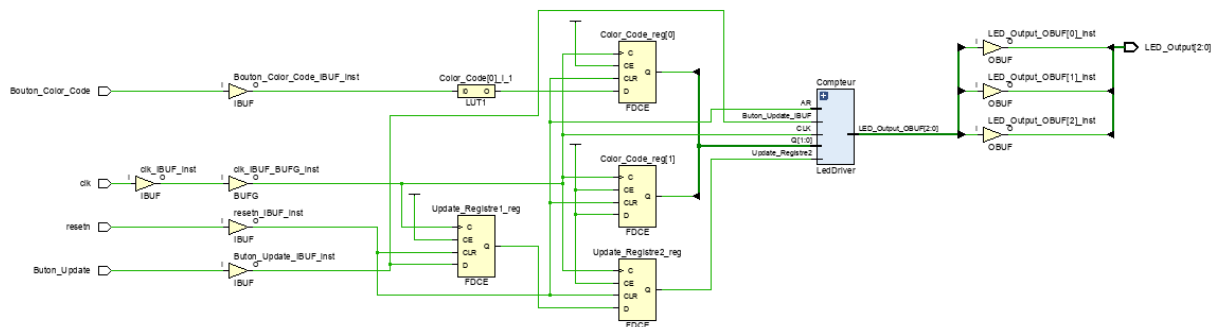 Color_Code_reg[0]
C
CE
CLR
D
Q
FDCE
Bouton_Color_Code
Bouton_Color_Code_IBUF_inst
I
O
IBUF
Color_Code[0]_i_1
I0
O
LUT1
Compteur
AR
Buton_Update_IBUF
CLK
Q[1:0]
Update_Registre2
LED_Output_OBUF[2:0]
LedDriver
LED_Output_OBUF[0]_inst
I
O
OBUF
LED_Output_OBUF[1]_inst
I
O
OBUF
LED_Output_OBUF[2]_inst
I
O
OBUF
LED_Output[2:0]
clk
clk_IBUF_inst
I
O
IBUF
clk_IBUF_BUFG_inst
I
O
BUFG
Color_Code_reg[1]
C
CE
CLR
D
Q
FDCE
resetn
resetn_IBUF_inst
I
O
IBUF
Update_Registre1_reg
C
CE
CLR
D
Q
FDCE
Buton_Update
Buton_Update_IBUF_inst
I
O
IBUF
Update_Registre2_reg
C
CE
CLR
D
Q
FDCE